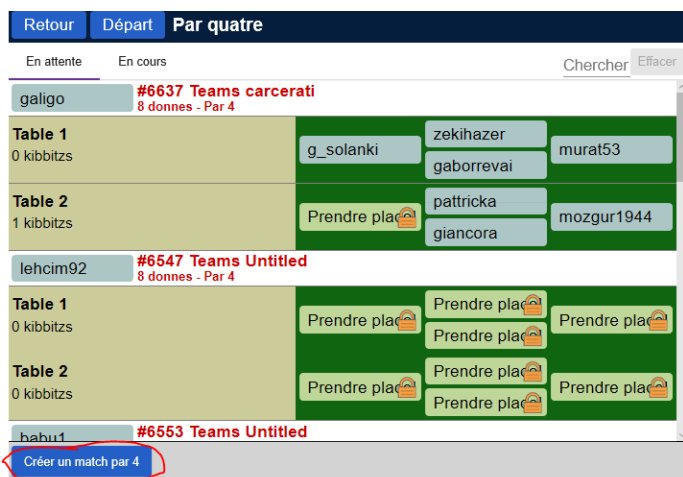 Retour Départ Par quatre
En attente En cours Chercher Effacer
galigo #6637 Teams carcerati
8 donnes - Par 4
Table 1
0 kibbitzs
g_solanki
zekihazer
gaborrevai
murat53
Table 2
1 kibbitzs
Prendre place
pattricka
giancora
mozgur1944
lehcim92 #6547 Teams Untitled
8 donnes - Par 4
Table 1
0 kibbitzs
Prendre place
Prendre place
Prendre place
Prendre place
Table 2
0 kibbitzs
Prendre place
Prendre place
Prendre place
Prendre place
babu1 #6553 Teams Untitled
Créer un match par 4